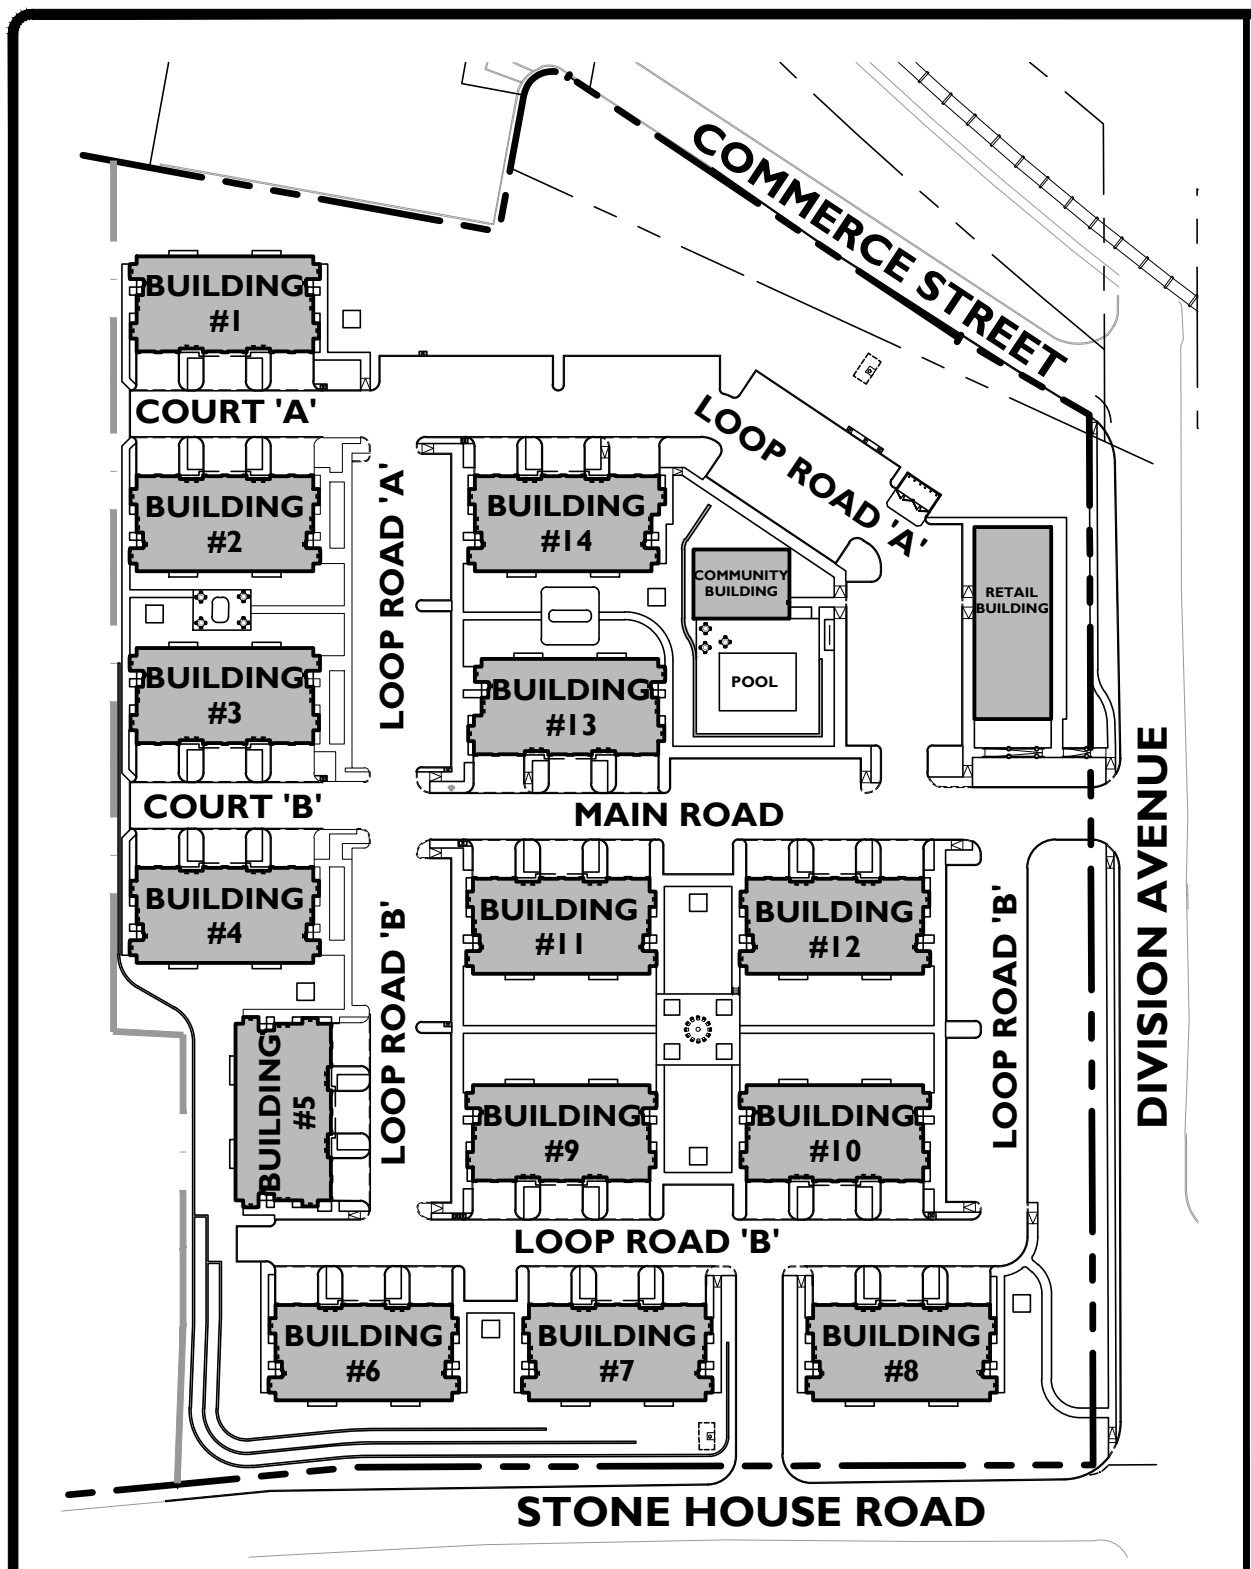 COMMERCE STREET
BUILDING
#1
COURT 'A'
LOOP ROAD 'A'
BUILDING
#2
LOOP ROAD 'A'
BUILDING
#14
COMMUNITY
BUILDING
RETAIL
BUILDING
BUILDING
#3
BUILDING
#13
POOL
COURT 'B'
MAIN ROAD
DIVISION AVENUE
BUILDING
#4
LOOP ROAD 'B'
BUILDING
#11
BUILDING
#12
LOOP ROAD 'B'
BUILDING
#5
BUILDING
#9
BUILDING
#10
LOOP ROAD 'B'
BUILDING
#6
BUILDING
#7
BUILDING
#8
STONE HOUSE ROAD